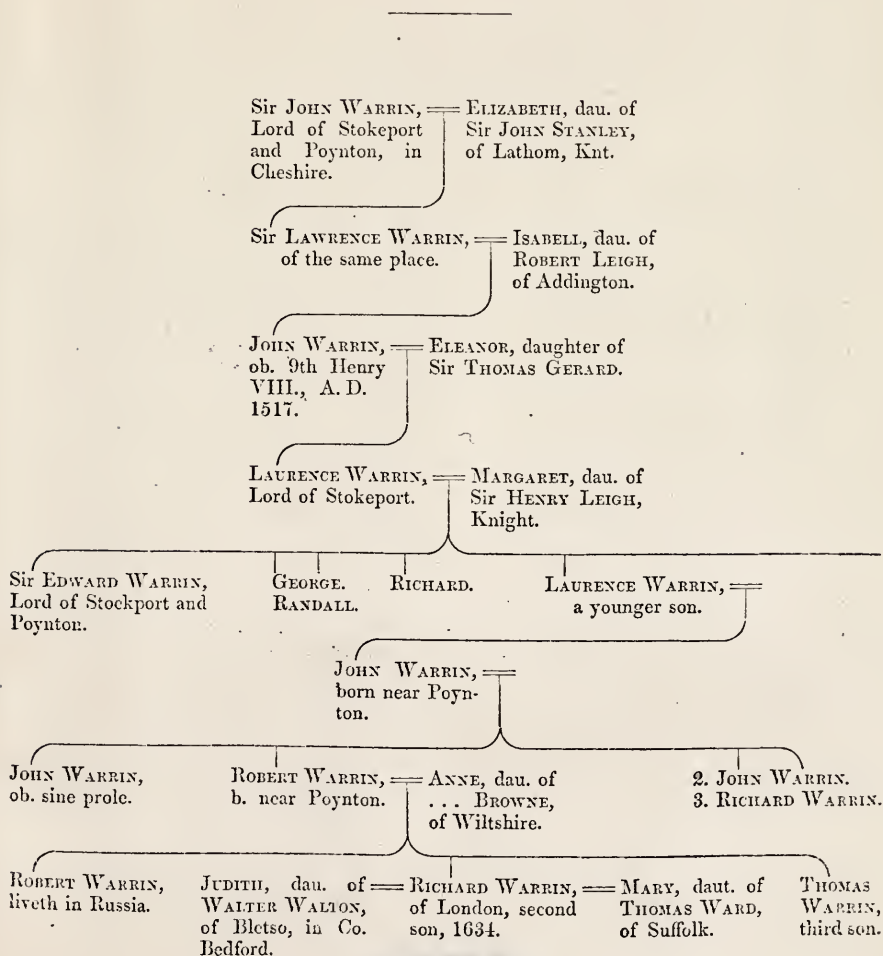 Sir JOHN WARRIN,
Lord of Stokeport
and Poynton, in
Cheshire.
ELIZABETH, dau. of
Sir JOHN STANLEY,
of Lathom, Knt.
Sir LAWRENCE WARRIN,
of the same place.
ISABELL, dau. of
ROBERT LEIGH,
of Addington.
JOHN WARRIN,
ob. 9th Henry
VIII., A. D.
1517.
ELEANOR, daughter of
Sir THOMAS GERARD.
LAURENCE WARRIN,
Lord of Stokeport.
MARGARET, dau. of
Sir HENRY LEIGH,
Knight.
Sir EDWARD WARRIN,
Lord of Stockport and
Poynton.
GEORGE.
RANDALL.
RICHARD.
LAURENCE WARRIN,
a younger son.
JOHN WARRIN,
born near Poyn-
ton.
JOHN WARRIN,
ob. sine prole.
ROBERT WARRIN,
b. near Poynton.
ANNE, dau. of
... BROWNE,
of Wiltshire.
2. JOHN WARRIN.
3. RICHARD WARRIN.
ROBERT WARRIN,
liveth in Russia.
JUDITH, dau. of
WALTER WALTON,
of Bletso, in Co.
Bedford.
RICHARD WARRIN,
of London, second
son, 1634.
MARY, daut. of
THOMAS WARD,
of Suffolk.
THOMAS
WARRIN,
third son.